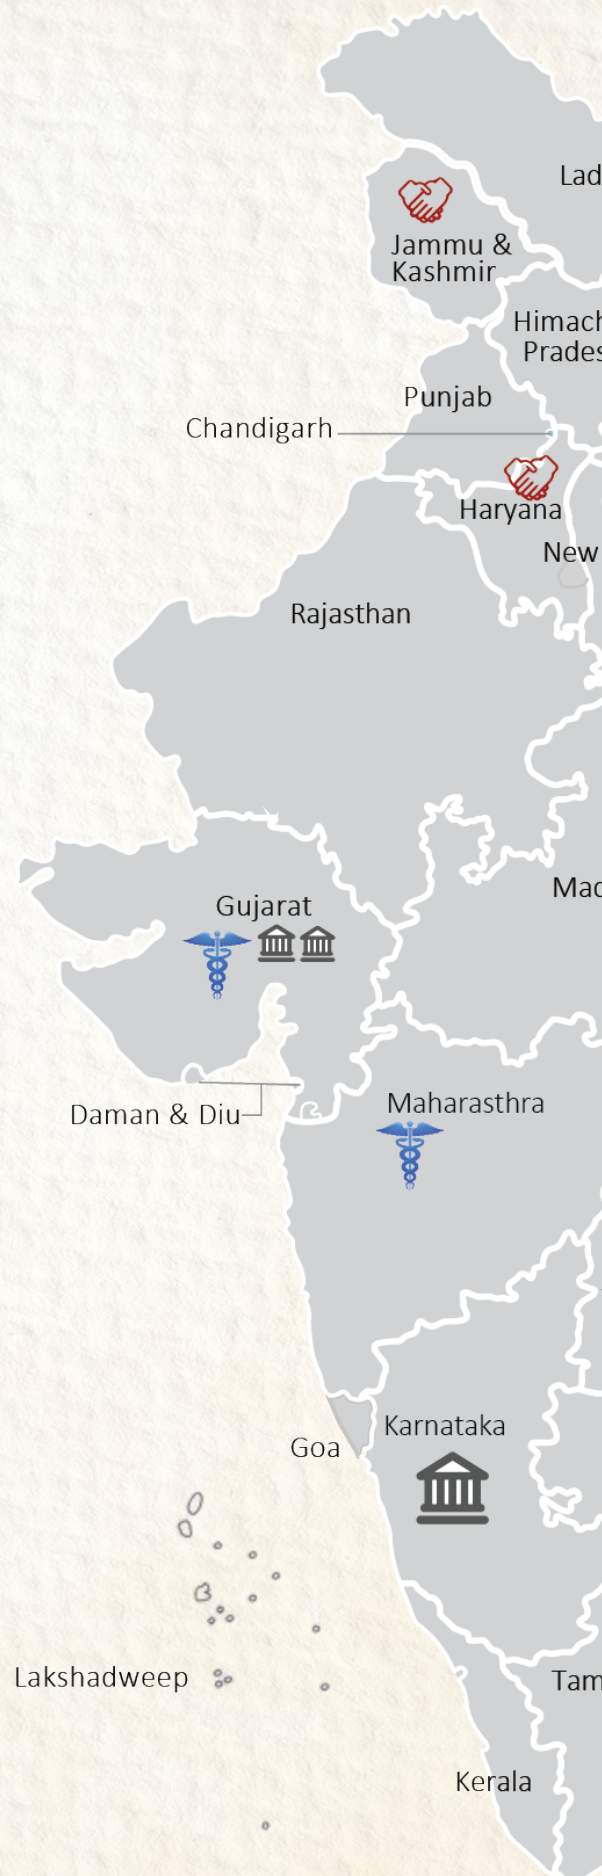 Lad
Jammu &
Kashmir
Himach
Prades
Punjab
Chandigarh
Haryana
New
Rajasthan
Mad
Gujarat
Daman & Diu
Maharasthra
Karnataka
Goa
Lakshadweep
Tam
Kerala